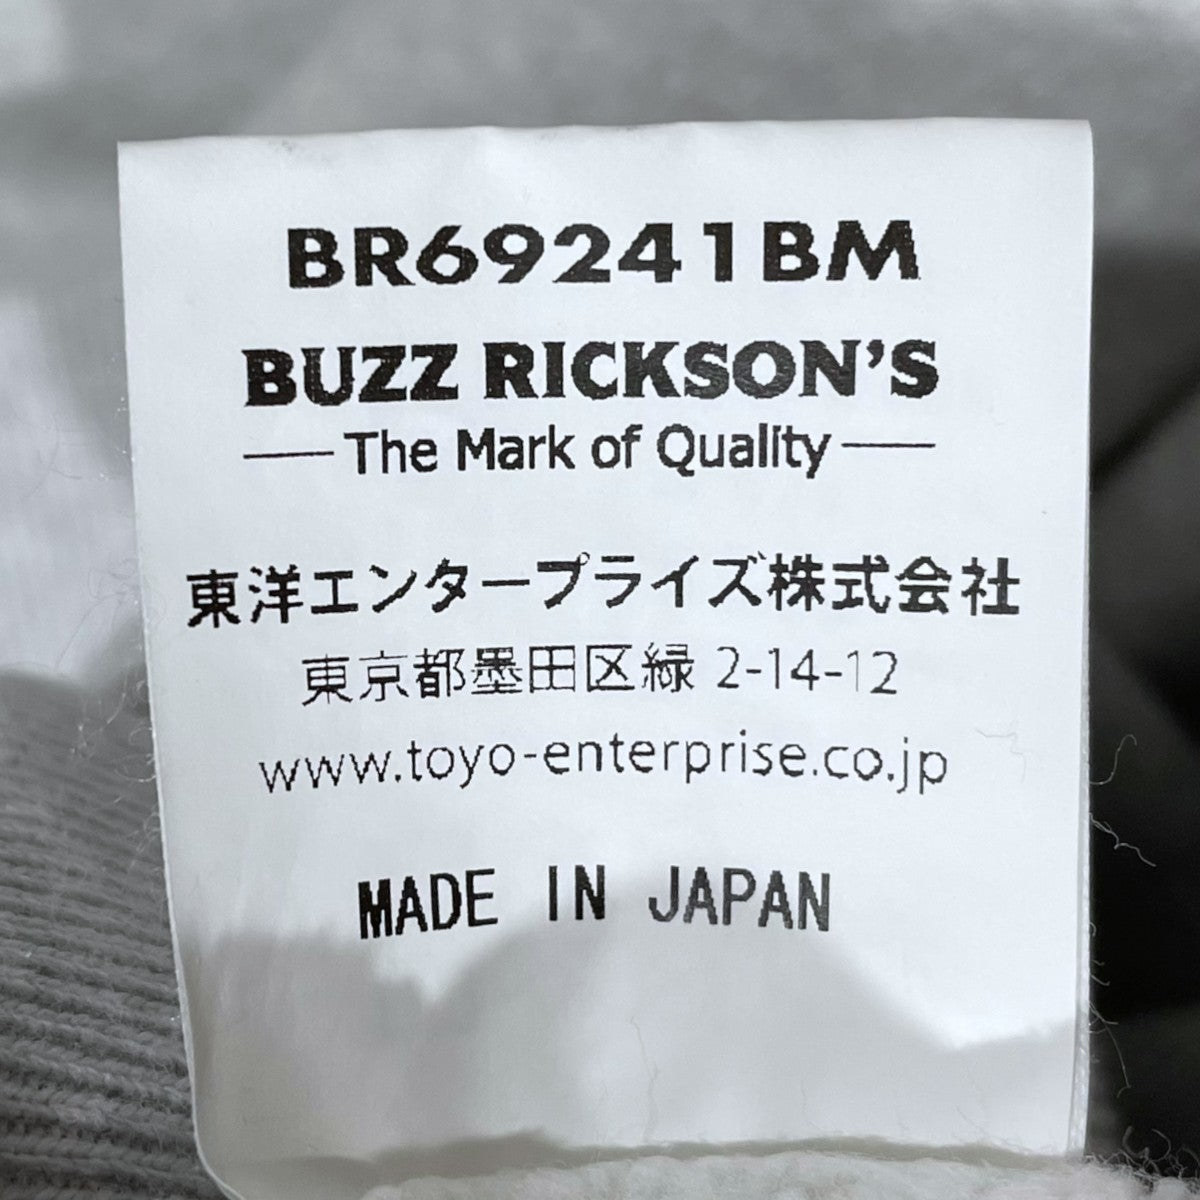 BR69241BM
BUZZ RICKSON'S
The Mark of Quality
東洋エンタープライズ株式会社
東京都墨田区緑 2-14-12
www.toyo-enterprise.co.jp
MADE IN JAPAN